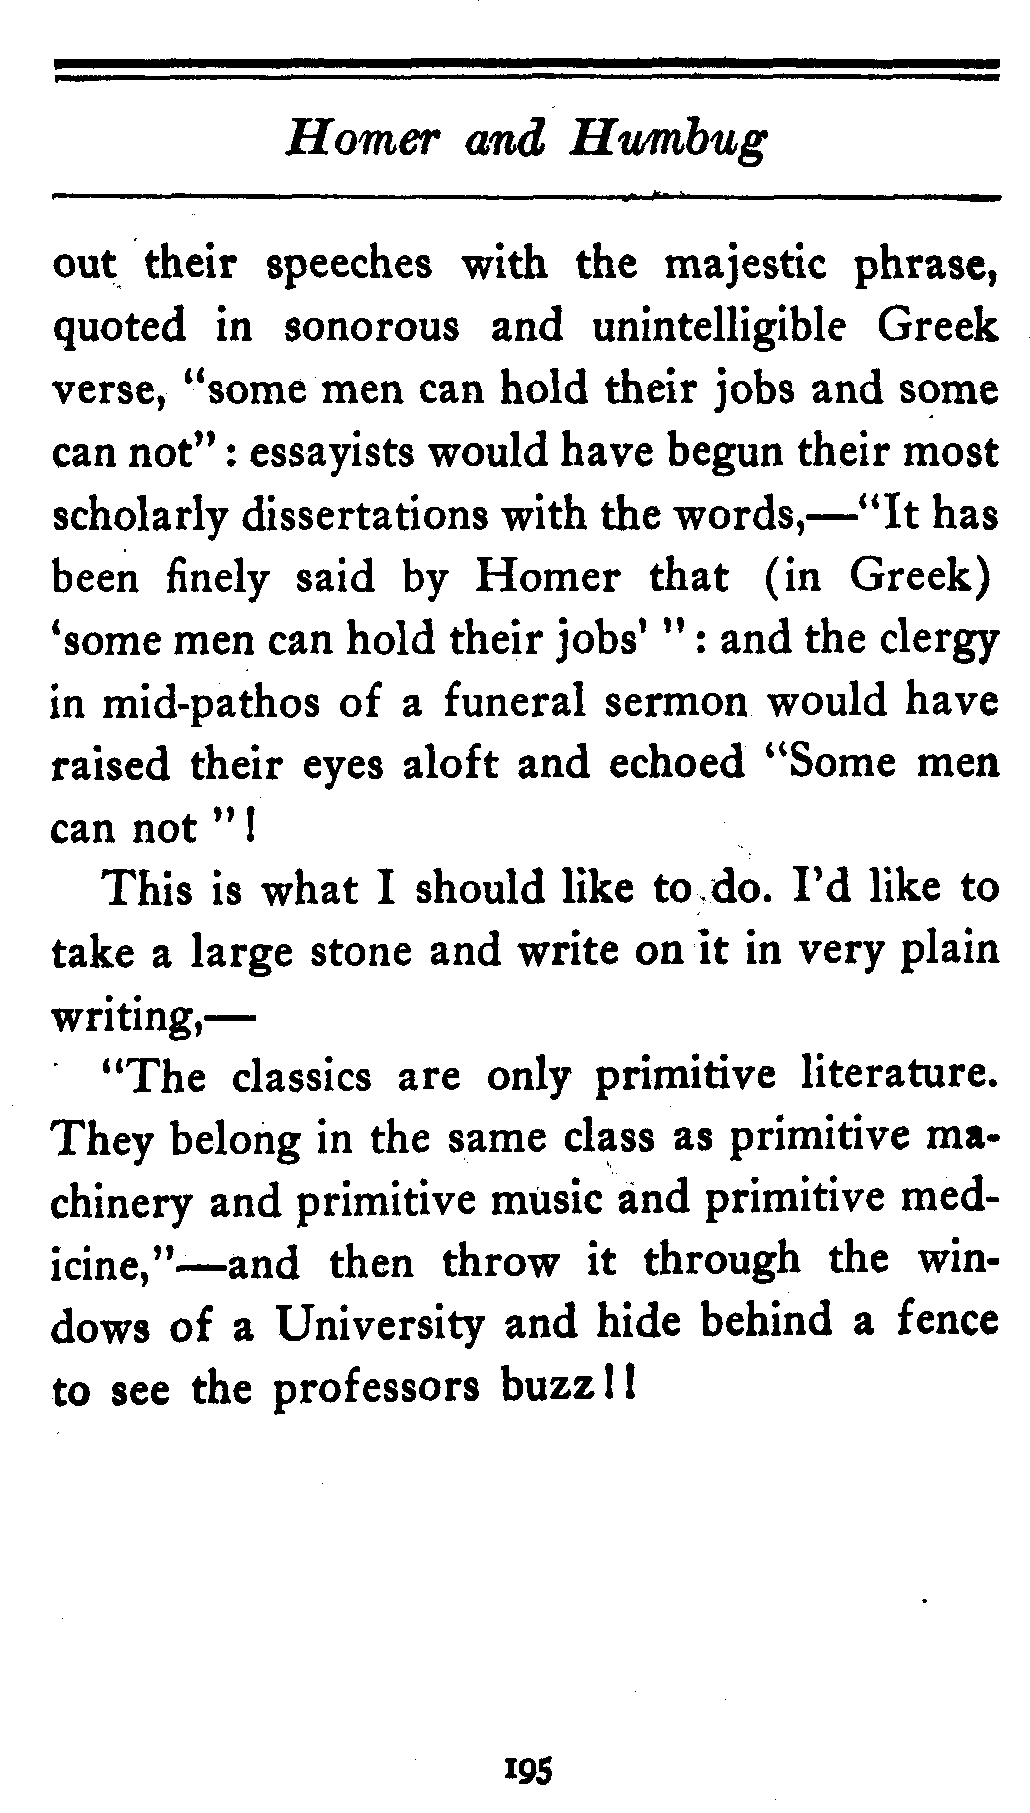 Homer and Humbug
out their speeches with the majestic phrase,
quoted in sonorous and unintelligible Greek
verse, "some men can hold their jobs and some
can not": essayists would have begun their most
scholarly dissertations with the words,—"It has
been finely said by Homer that (in Greek)
'some men can hold their jobs' ": and the clergy
in mid-pathos of a funeral sermon would have
raised their eyes aloft and echoed "Some men
can not "!
This is what I should like to do. I'd like to
take a large stone and write on it in very plain
writing,—
"The classics are only primitive literature.
They belong in the same class as primitive ma-
chinery and primitive music and primitive med-
icine,"—and then throw it through the win-
dows of a University and hide behind a fence
to see the professors buzz!!
195